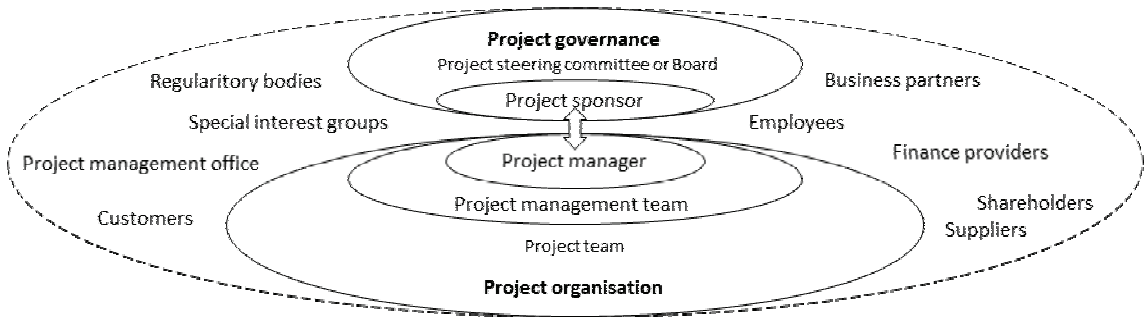 Project governance
Project steering committee or Board
Regularitory bodies
Business partners
Project sponsor
Special interest groups
Employees
Project management office
Project manager
Finance providers
Customers
Project management team
Shareholders
Suppliers
Project team
Project organisation